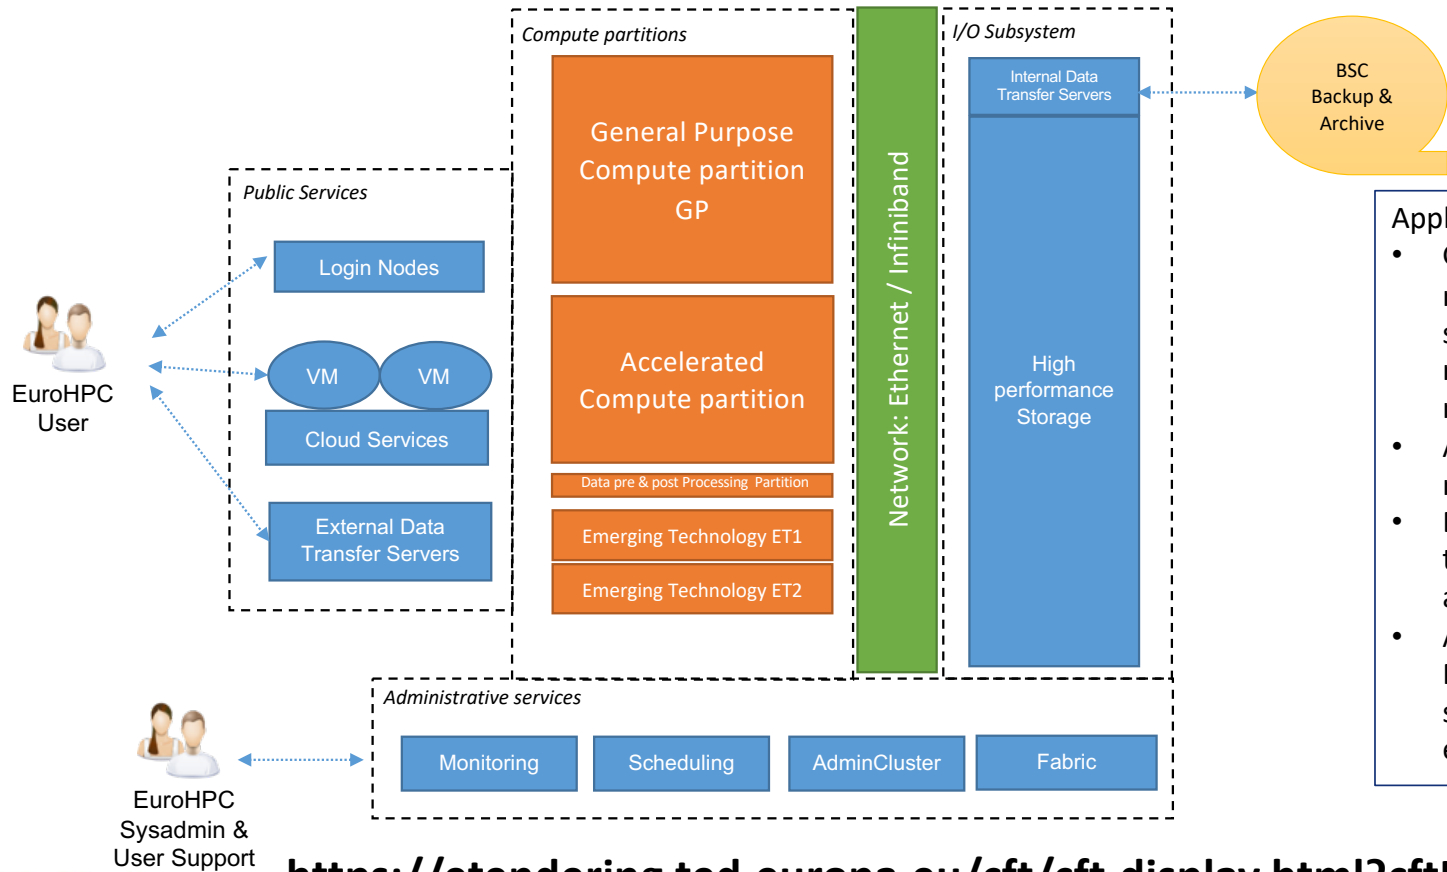 Compute partitions
General Purpose
Compute partition
GP
Accelerated
Compute partition
Data pre & post Processing Partition
Emerging Technology ET1
Emerging Technology ET2
Network: Ethernet / Infiniband
I/O Subsystem
Internal Data
Transfer Servers
High
performance
Storage
BSC
Backup &
Archive
Public Services
Login Nodes
VM
VM
Cloud Services
External Data
Transfer Servers
EuroHPC
User
Administrative services
Monitoring
Scheduling
AdminCluster
Fabric
EuroHPC
Sysadmin &
User Support
Appl